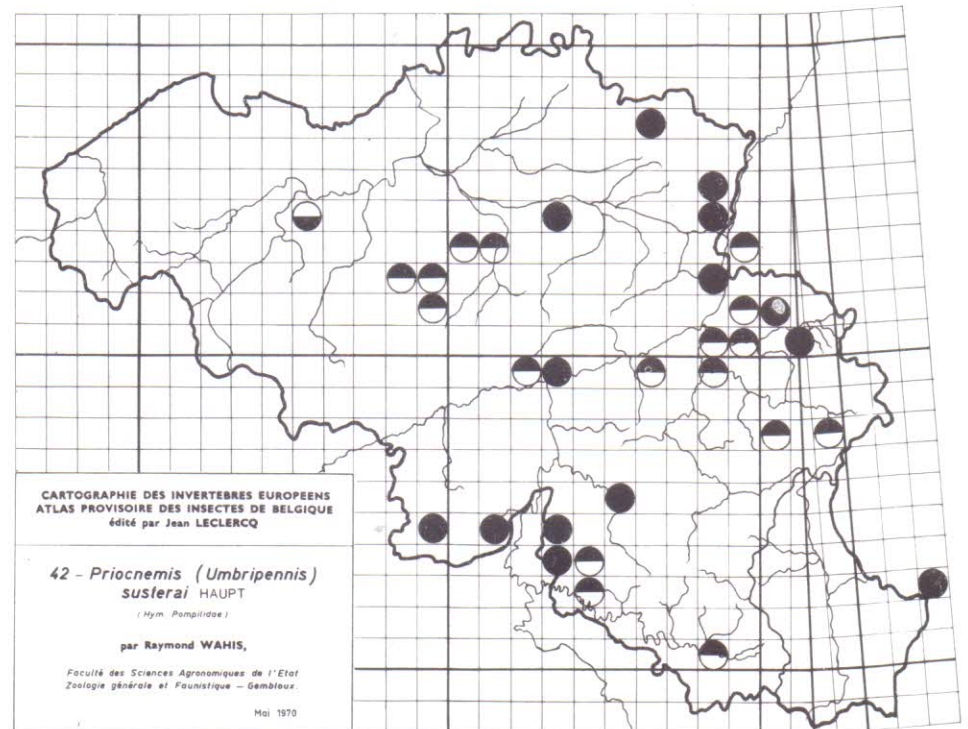 CARTOGRAPHIE DES INVERTEBRES EUROPEENS
ATLAS PROVISOIRE DES INSECTES DE BELGIQUE
édité par Jean LECLERCQ
42 - Priocnemis (Umbripennis)
susterai HAUPT
(Hym. Pompilidae)
par Raymond WAHIS,
Faculté des Sciences Agronomiques de l'Etat
Zoologie générale et Faunistique - Gembloux.
Mai 1970